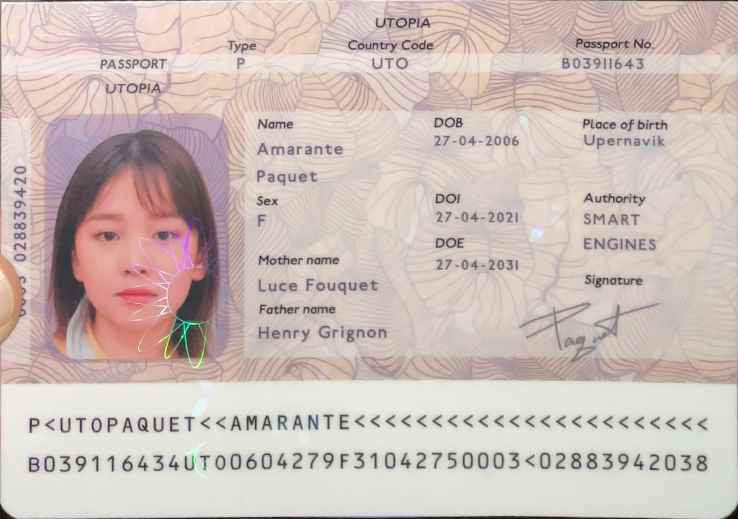 UTOPIA
Type Country Code Passport No.
PASSPORT P UTO B03911643
UTOPIA
Name DOB Place of birth
Amarante 27-04-2006 Upernavik
Paquet
Sex DOI Authority
F 27-04-2021 SMART
DOE ENGINES
Mother name 27-04-2031 Signature
Luce Fouquet
Father name
Henry Grignon
Paquet
028839420
P<UTOPAQUET<<AMARANTE<<<<<<<<<<<<<<<<<<<<<<<
B039116434UTO0604279F31042750003<02883942038